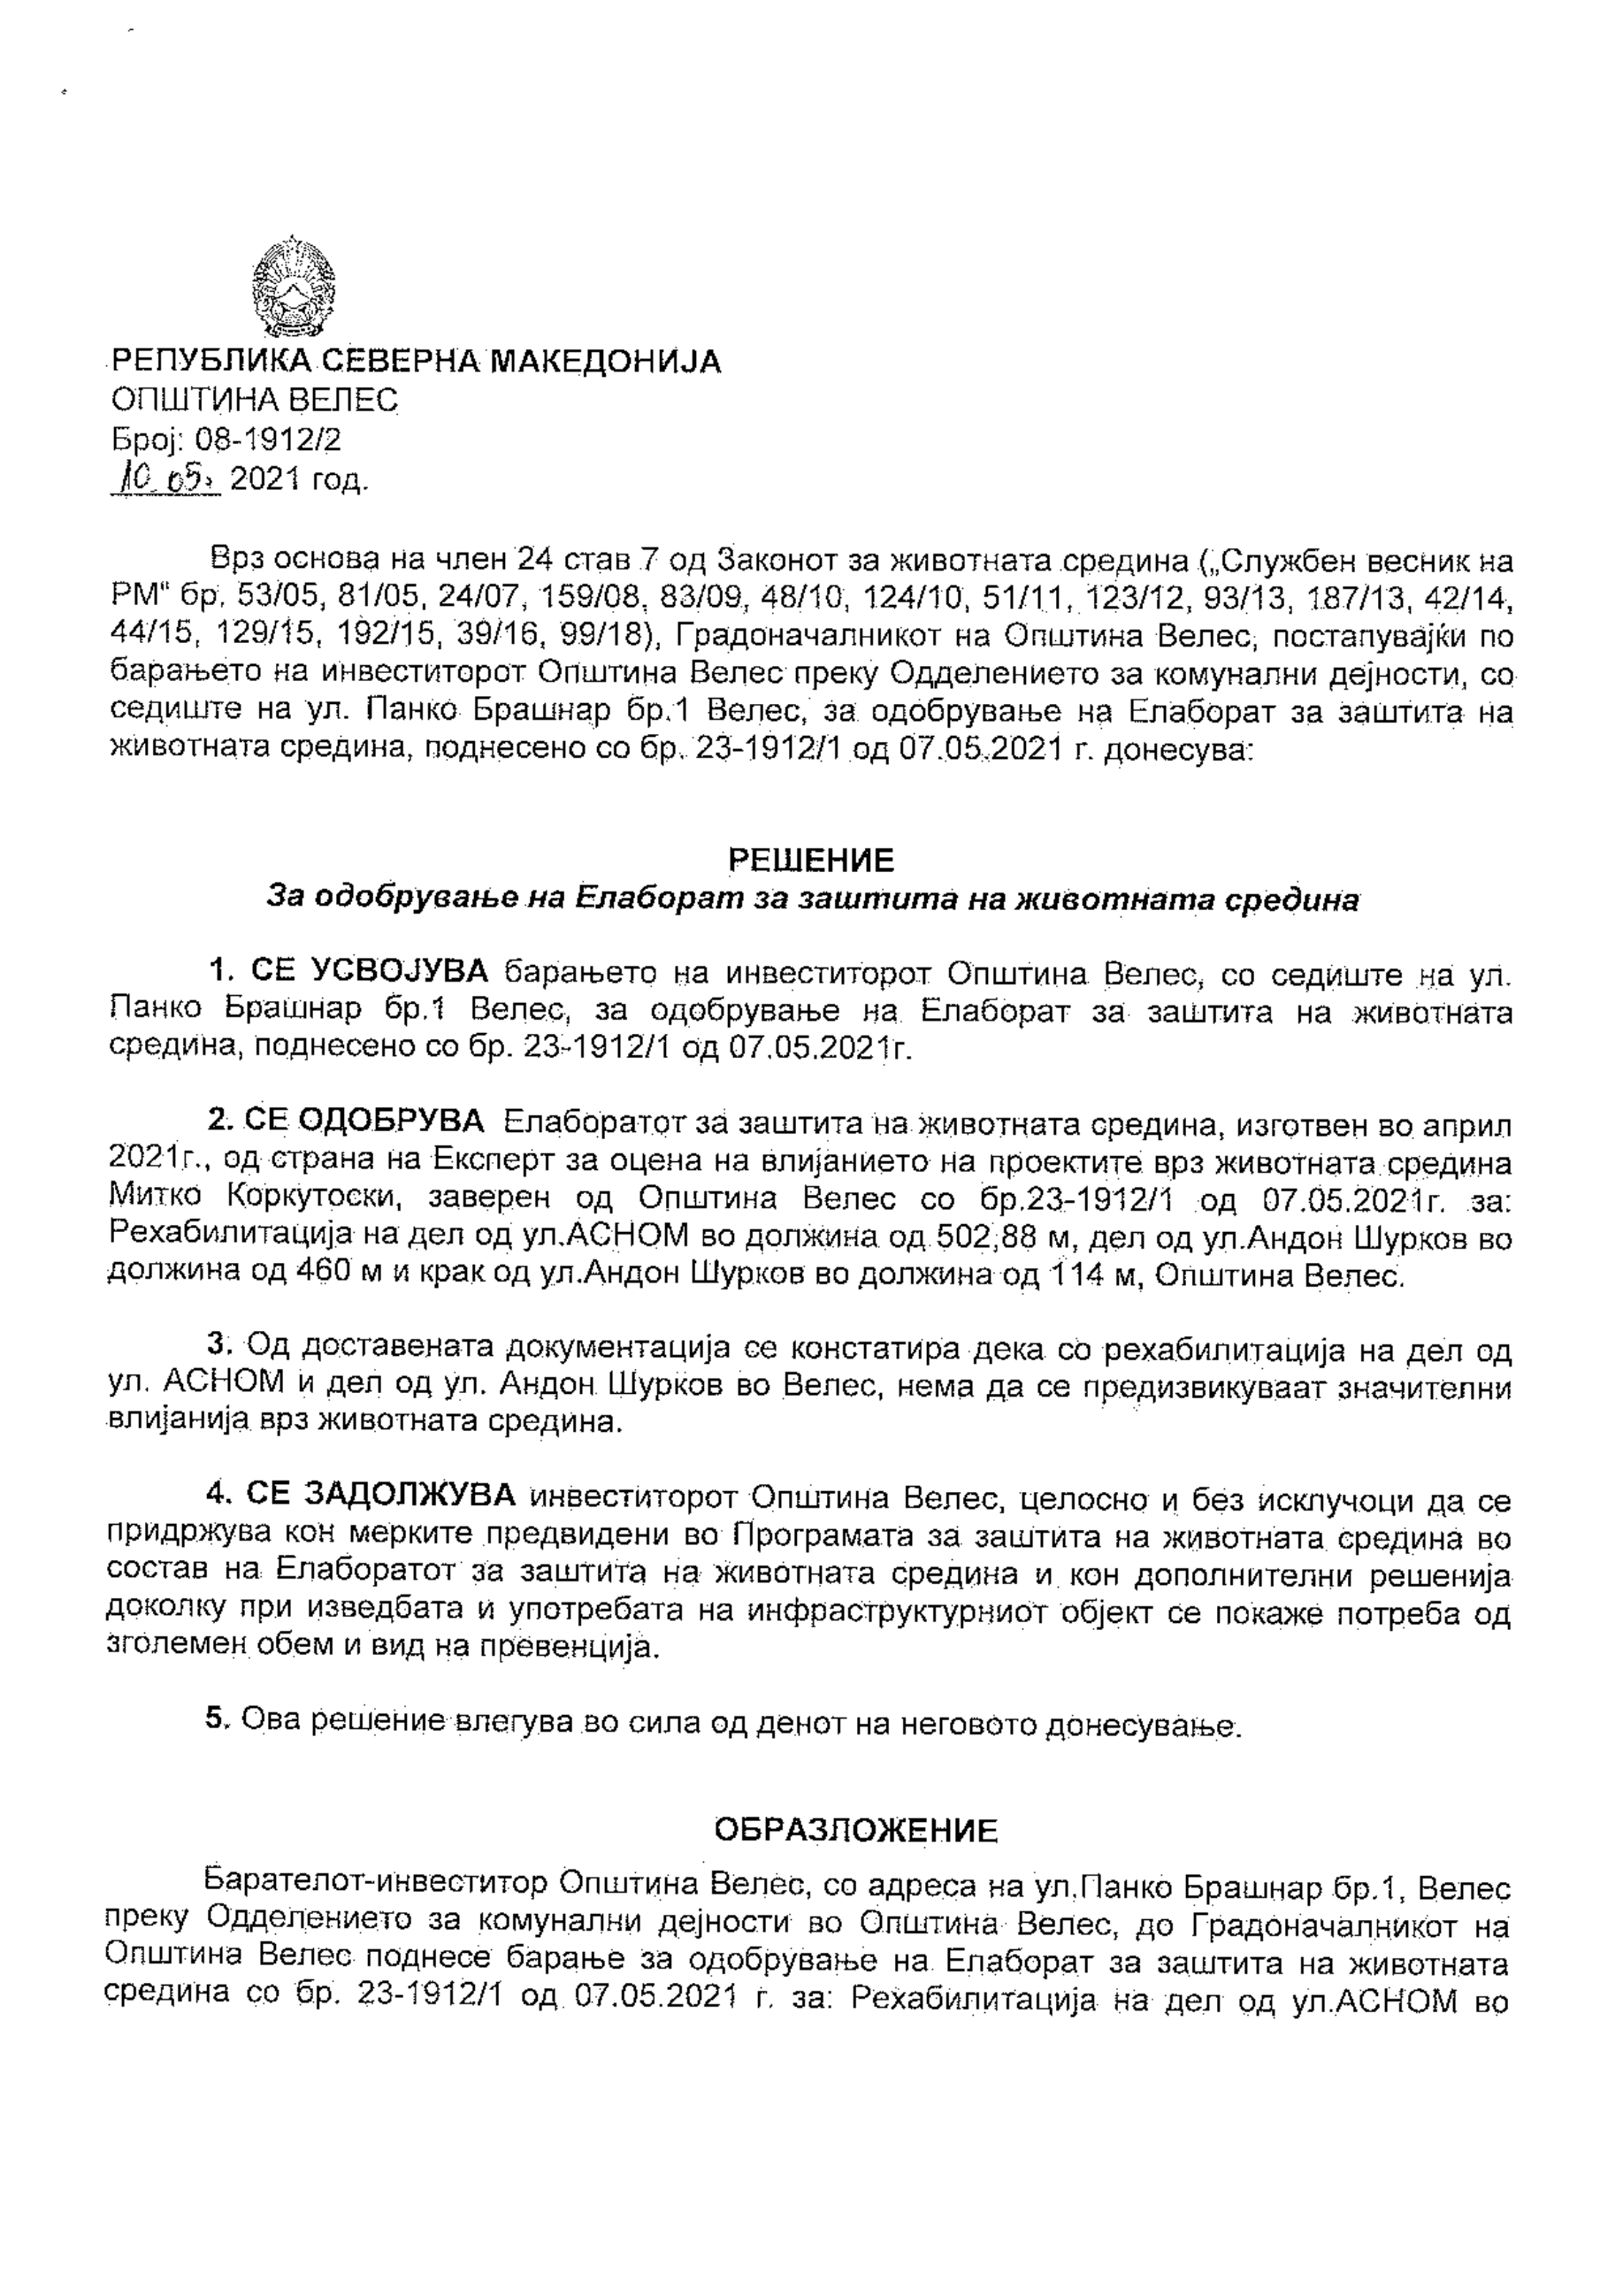 РЕПУБЛИКА СЕВЕРНА МАКЕДОНИЈА
ОПШТИНА ВЕЛЕС
Број: 08-1912/2
10.05. 2021 год.
Врз основа на член 24 став 7 од Законот за животната средина („Службен весник на
РМ“ бр. 53/05, 81/05, 24/07, 159/08, 83/09, 48/10, 124/10, 51/11, 123/12, 93/13, 187/13, 42/14,
44/15, 129/15, 192/15, 39/16, 99/18), Градоначалникот на Општина Велес, постапувајќи по
барањето на инвеститорот Општина Велес преку Одделението за комунални дејности, со
седиште на ул. Панко Брашнар бр.1 Велес, за одобрување на Елаборат за заштита на
животната средина, поднесено со бр. 23-1912/1 од 07.05.2021 г. донесува:
РЕШЕНИЕ
За одобрување на Елаборат за заштита на животната средина
1. СЕ УСВОЈУВА барањето на инвеститорот Општина Велес, со седиште на ул.
Панко Брашнар бр.1 Велес, за одобрување на Елаборат за заштита на животната
средина, поднесено со бр. 23-1912/1 од 07.05.2021г.
2. СЕ ОДОБРУВА Елаборатот за заштита на животната средина, изготвен во април
2021г., од страна на Експерт за оцена на влијанието на проектите врз животната средина
Митко Коркутоски, заверен од Општина Велес со бр.23-1912/1 од 07.05.2021г. за:
Рехабилитација на дел од ул.АСНОМ во должина од 502,88 м, дел од ул.Андон Шурков во
должина од 460 м и крак од ул.Андон Шурков во должина од 114 м, Општина Велес.
3. Од доставената документација се констатира дека со рехабилитација на дел од
ул. АСНОМ и дел од ул. Андон Шурков во Велес, нема да се предизвикуваат значителни
влијанија врз животната средина.
4. СЕ ЗАДОЛЖУВА инвеститорот Општина Велес, целосно и без исклучоци да се
придржува кон мерките предвидени во Програмата за заштита на животната средина во
состав на Елаборатот за заштита на животната средина и кон дополнителни решенија
доколку при изведбата и употребата на инфраструктурниот објект се покаже потреба од
зголемен обем и вид на превенција.
5. Ова решение влегува во сила од денот на неговото донесување.
ОБРАЗЛОЖЕНИЕ
Барателот-инвеститор Општина Велес, со адреса на ул.Панко Брашнар бр.1, Велес
преку Одделението за комунални дејности во Општина Велес, до Градоначалникот на
Општина Велес поднесе барање за одобрување на Елаборат за заштита на животната
средина со бр. 23-1912/1 од 07.05.2021 г. за: Рехабилитација на дел од ул.АСНОМ во